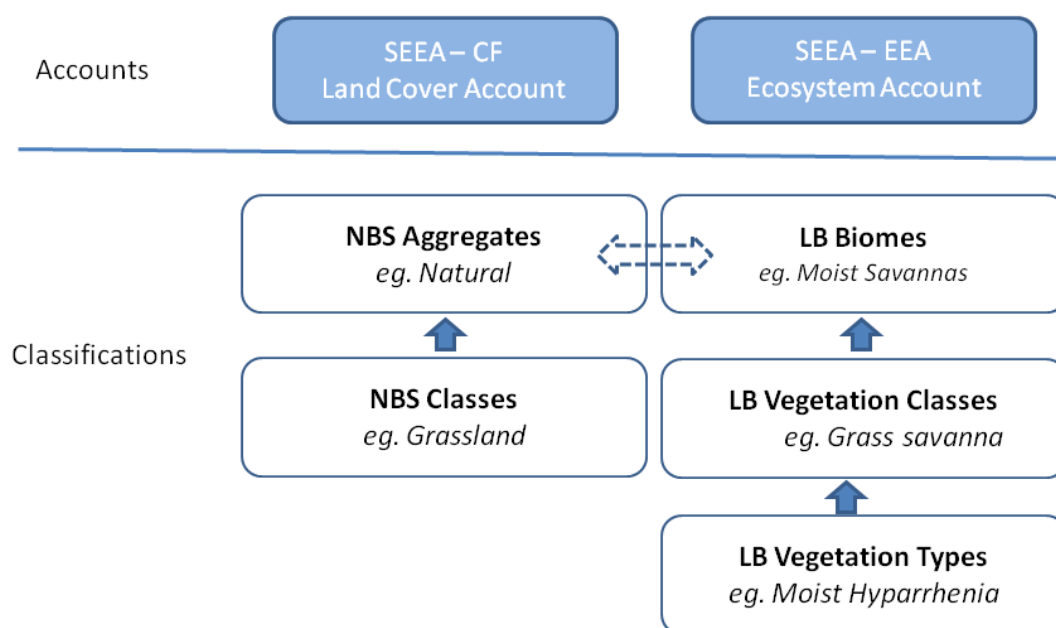 Accounts
SEEA – CF
Land Cover Account
SEEA – EEA
Ecosystem Account
Classifications
NBS Aggregates
eg. Natural
LB Biomes
eg. Moist Savannas
NBS Classes
eg. Grassland
LB Vegetation Classes
eg. Grass savanna
LB Vegetation Types
eg. Moist Hyparrhenia